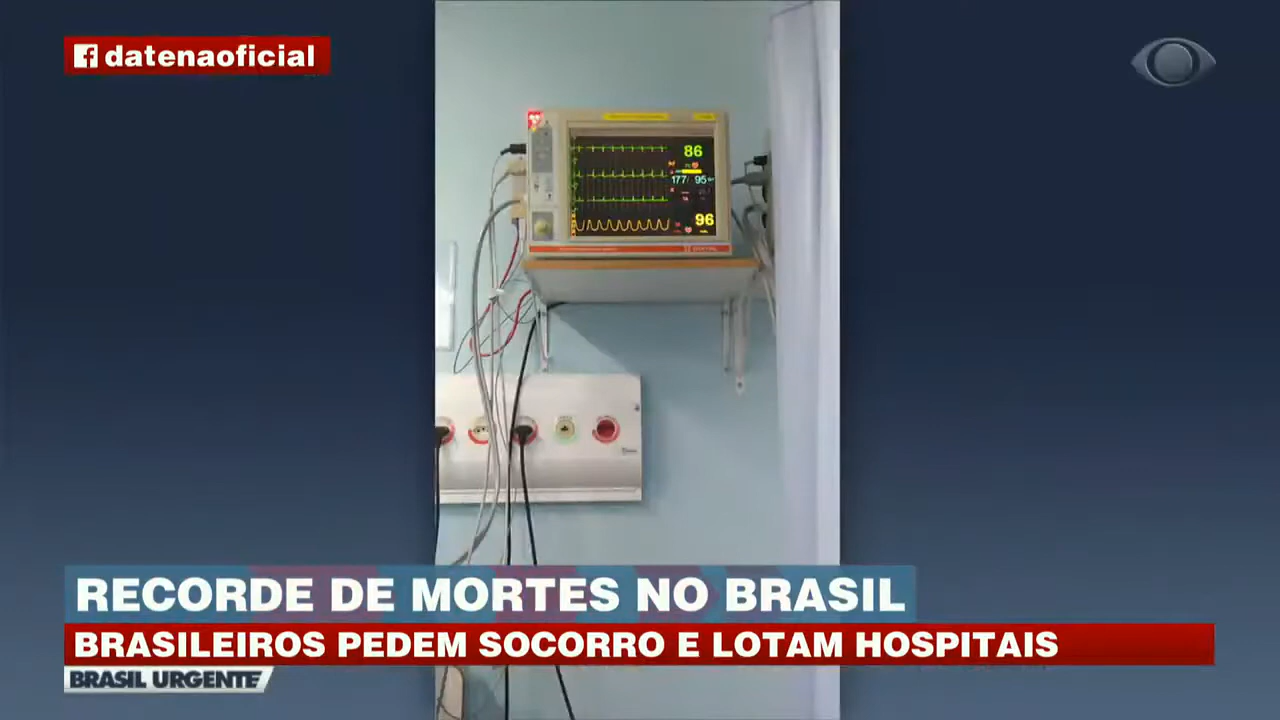 datenaoficial
86
177/ 95
96
RECORDE DE MORTES NO BRASIL
BRASILEIROS PEDEM SOCORRO E LOTAM HOSPITAIS
BRASIL URGENTE